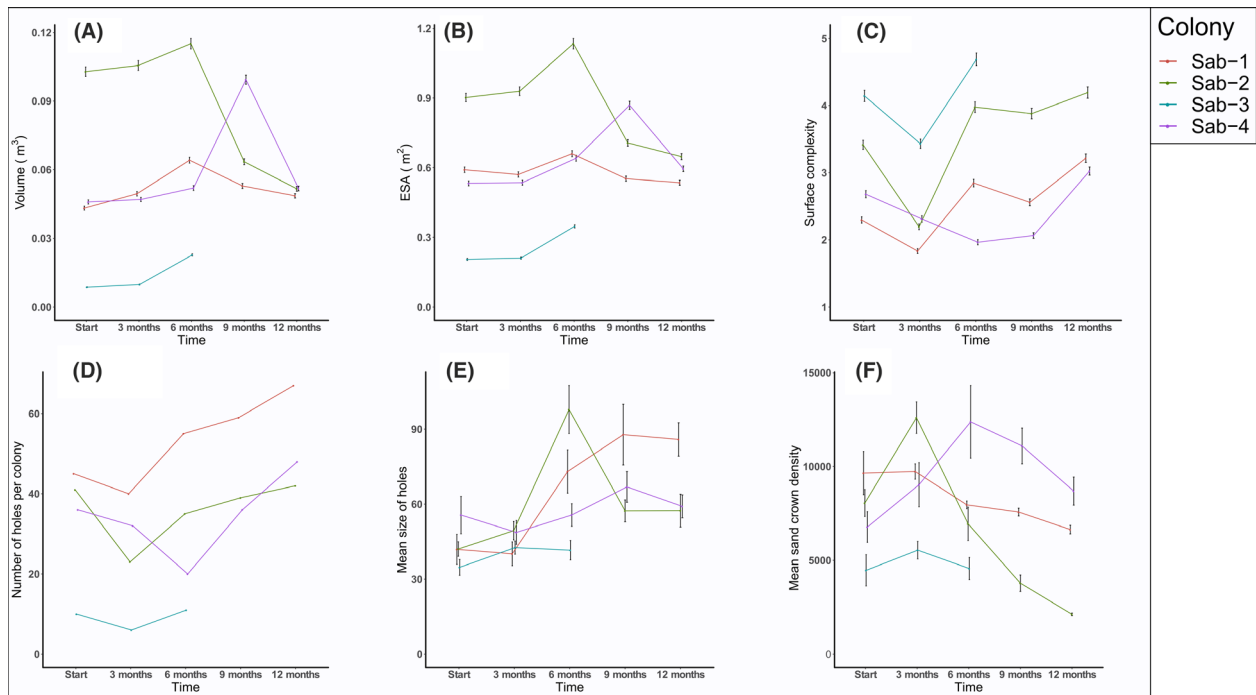 (A)
0.12
0.09
0.06
0.03
0.00
Volume ( m³)
Start 3 months 6 months 9 months 12 months
Time
(B)
1.2
0.9
0.6
0.3
0.0
ESA ( m²)
Start 3 months 6 months 9 months 12 months
Time
(C)
5
4
3
2
1
Surface complexity
Start 3 months 6 months 9 months 12 months
Time
Colony
Sab−1
Sab−2
Sab−3
Sab−4
(D)
60
40
20
0
Number of holes per colony
Start 3 months 6 months 9 months 12 months
Time
(E)
90
60
30
0
Mean size of holes
Start 3 months 6 months 9 months 12 months
Time
(F)
15000
10000
5000
0
Mean sand crown density
Start 3 months 6 months 9 months 12 months
Time